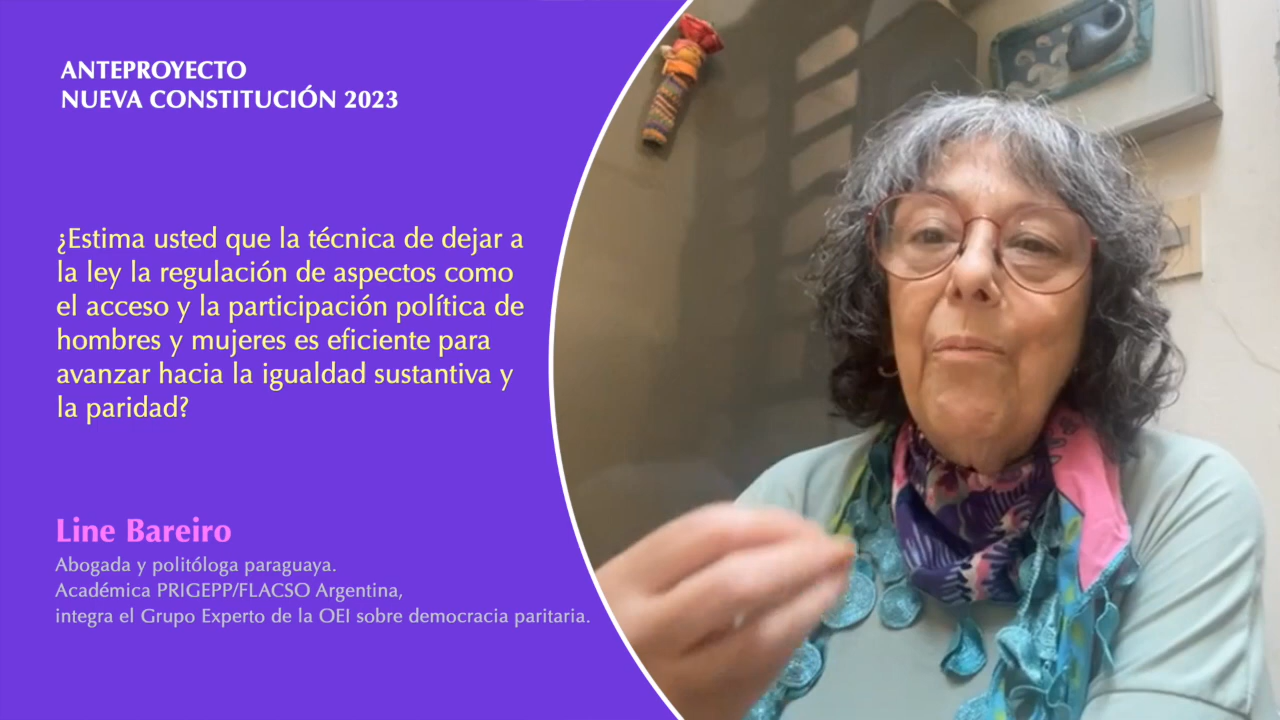 ANTEPROYECTO
NUEVA CONSTITUCIÓN 2023
¿Estima usted que la técnica de dejar a
la ley la regulación de aspectos como
el acceso y la participación política de
hombres y mujeres es eficiente para
avanzar hacia la igualdad sustantiva y
la paridad?
Line Bareiro
Abogada y politóloga paraguaya.
Académica PRIGEPP/FLACSO Argentina,
integra el Grupo Experto de la OEI sobre democracia paritaria.